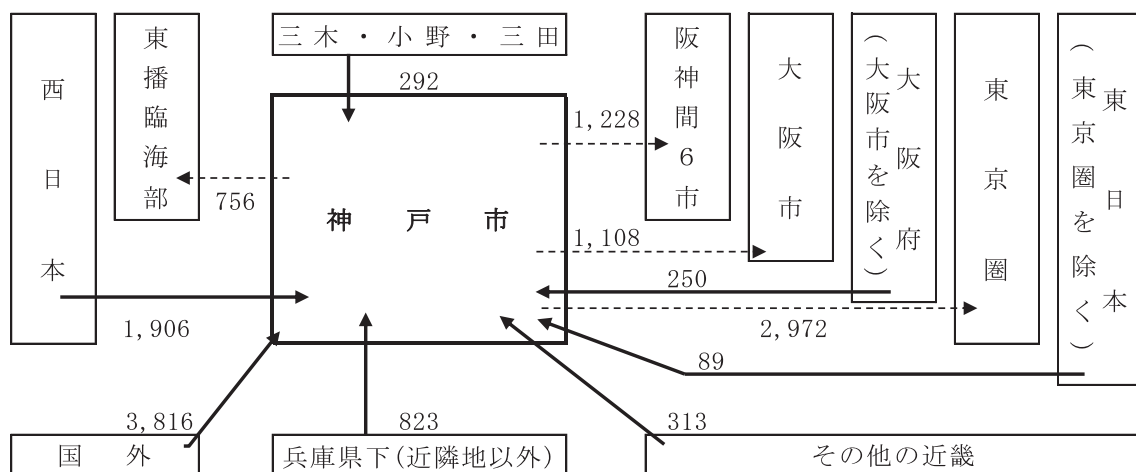 西日本
東播臨海部
三木・小野・三田
阪神間6市
大阪市
大阪府
(大阪市を除く)
東京圏
東日本
(東京圏を除く)
292
1,228
756
神戸市
1,108
250
1,906
2,972
89
3,816
823
313
国外
兵庫県下(近隣地以外)
その他の近畿